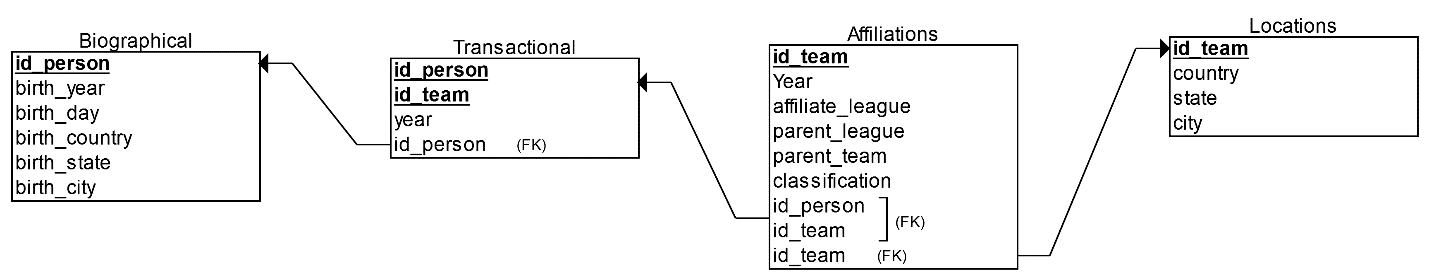 Biographical
id_person
birth_year
birth_day
birth_country
birth_state
birth_city
Transactional
id_person
id_team
year
id_person (FK)
Affiliations
id_team
Year
affiliate_league
parent_league
parent_team
classification
id_person
id_team
(FK)
id_team (FK)
Locations
id_team
country
state
city